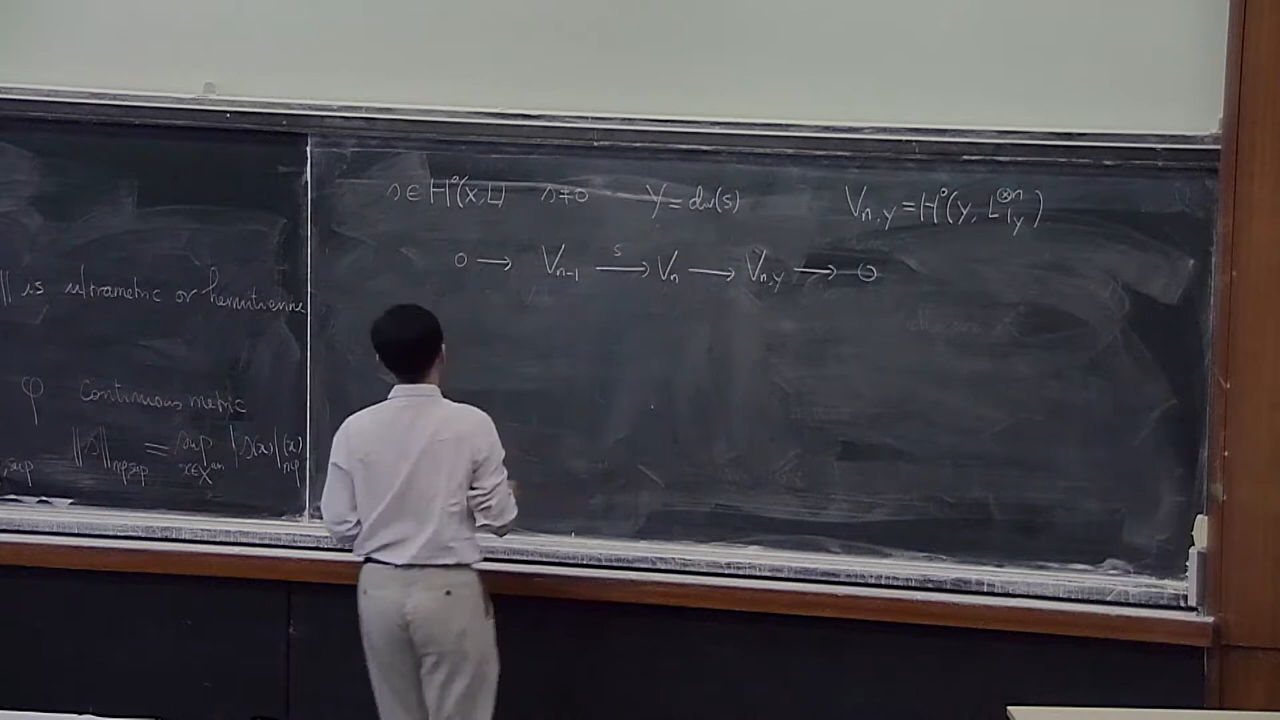 ‖ is ultrametric or hermitienne
φ continuous metric
,sup ‖s‖_{nφ,sup} = sup_{x∈X^{an}} |s(x)|_{nφ}(x)
s ∈ H⁰(X, L) s ≠ 0 Y = div(s) V_{n,Y} = H⁰(Y, L^{⊗n}|_Y)
0 → V_{n-1} →^{s} V_n → V_{n,Y} → 0